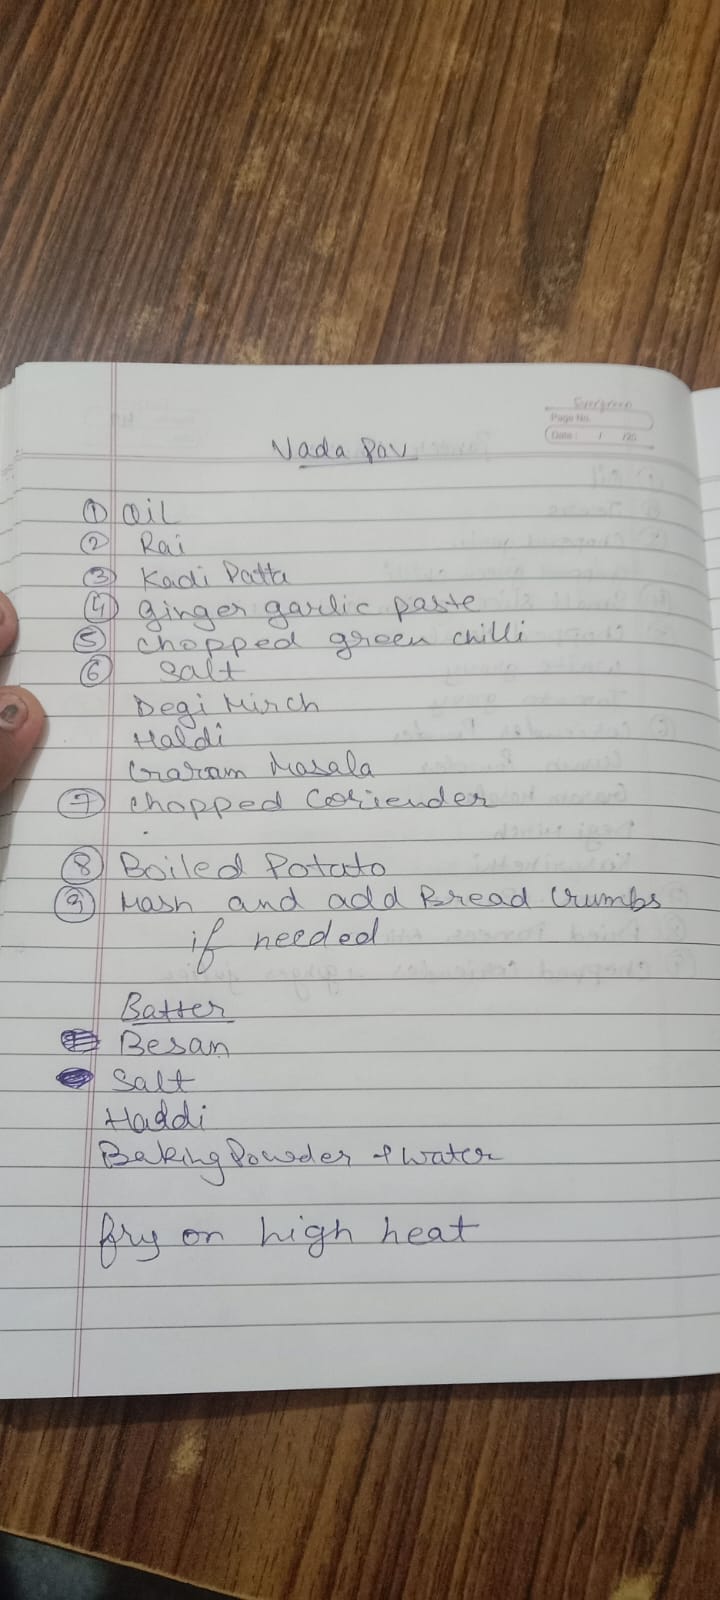 Evergreen
Page No.
Date: / /20
Vada Pav
① Oil
② Rai
③ Kadi Patta
④ ginger garlic paste
⑤ chopped green chilli
⑥ Salt
Degi Mirch
Haldi
Garam Masala
⑦ chopped Coriender
⑧ Boiled Potato
⑨ Mash and add Bread Crumbs
if needed
Batter
Besan
Salt
Haldi
Baking Powder + Water
fry on high heat